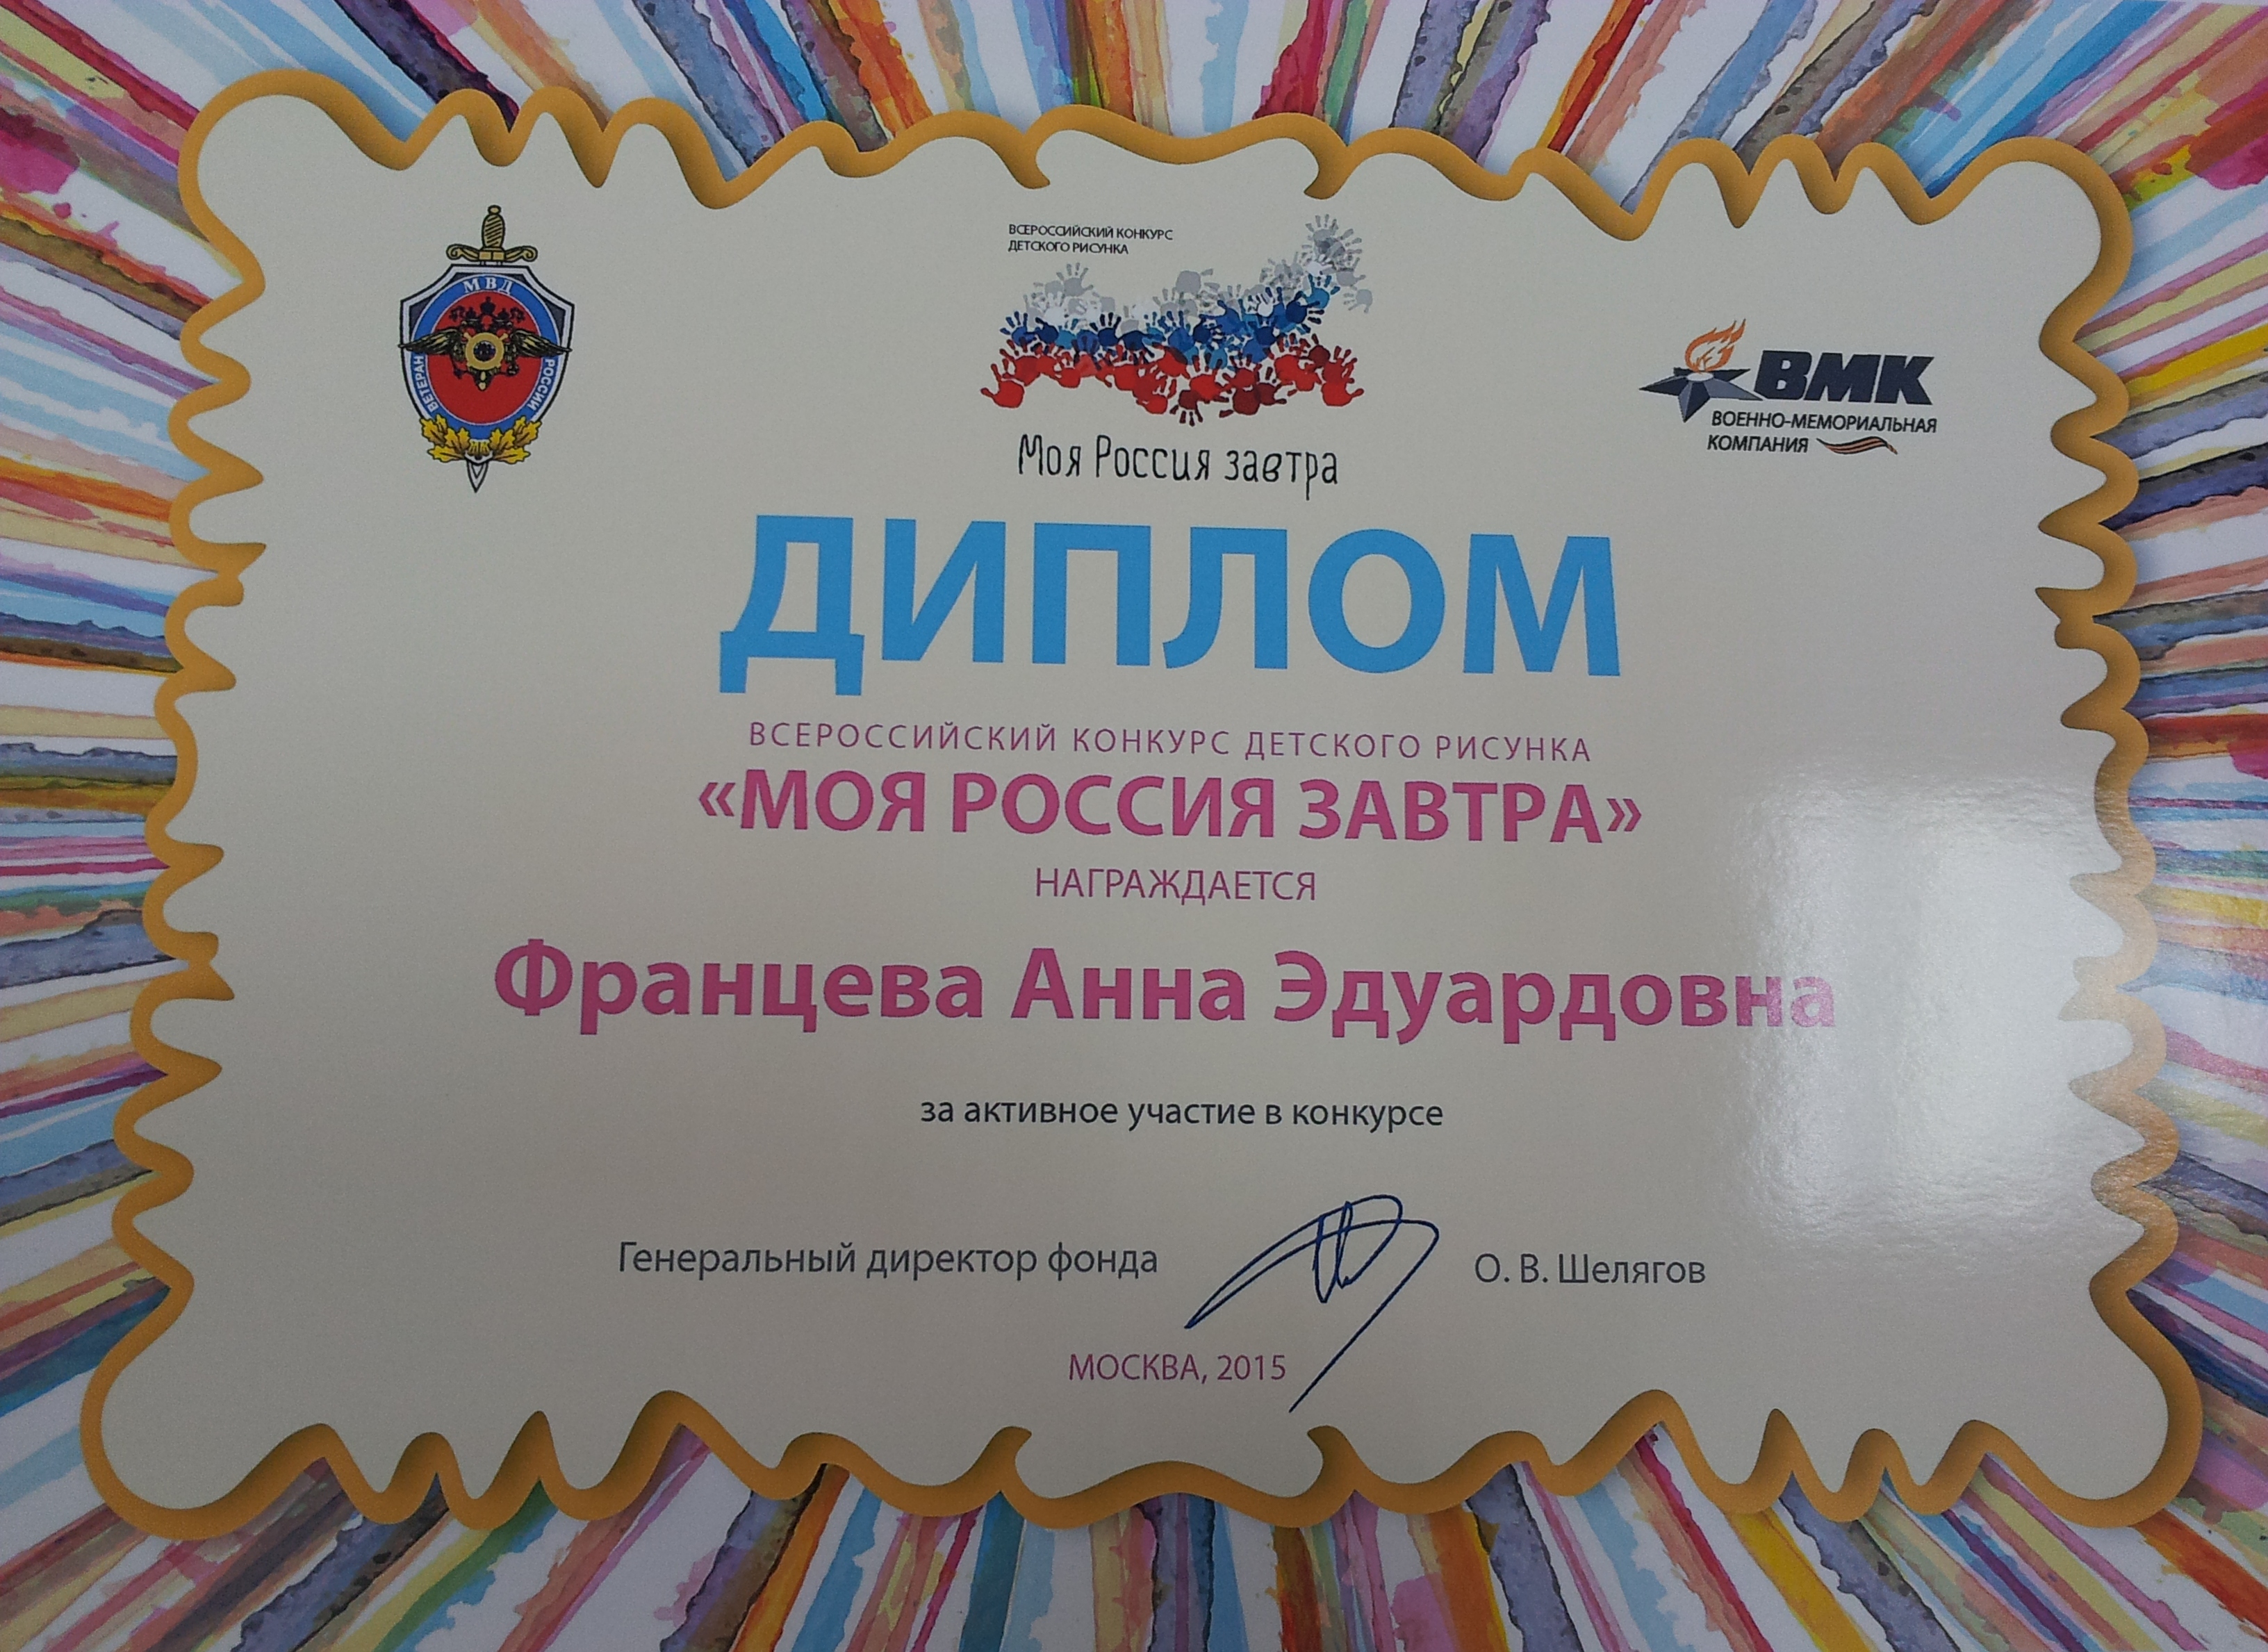 МВД
ВЕТЕРАН
РОССИИ
ВСЕРОССИЙСКИЙ КОНКУРС
ДЕТСКОГО РИСУНКА
Моя Россия завтра
ВМК
ВОЕННО-МЕМОРИАЛЬНАЯ
КОМПАНИЯ
ДИПЛОМ
ВСЕРОССИЙСКИЙ КОНКУРС ДЕТСКОГО РИСУНКА
«МОЯ РОССИЯ ЗАВТРА»
НАГРАЖДАЕТСЯ
Францева Анна Эдуардовна
за активное участие в конкурсе
Генеральный директор фонда О. В. Шелягов
МОСКВА, 2015